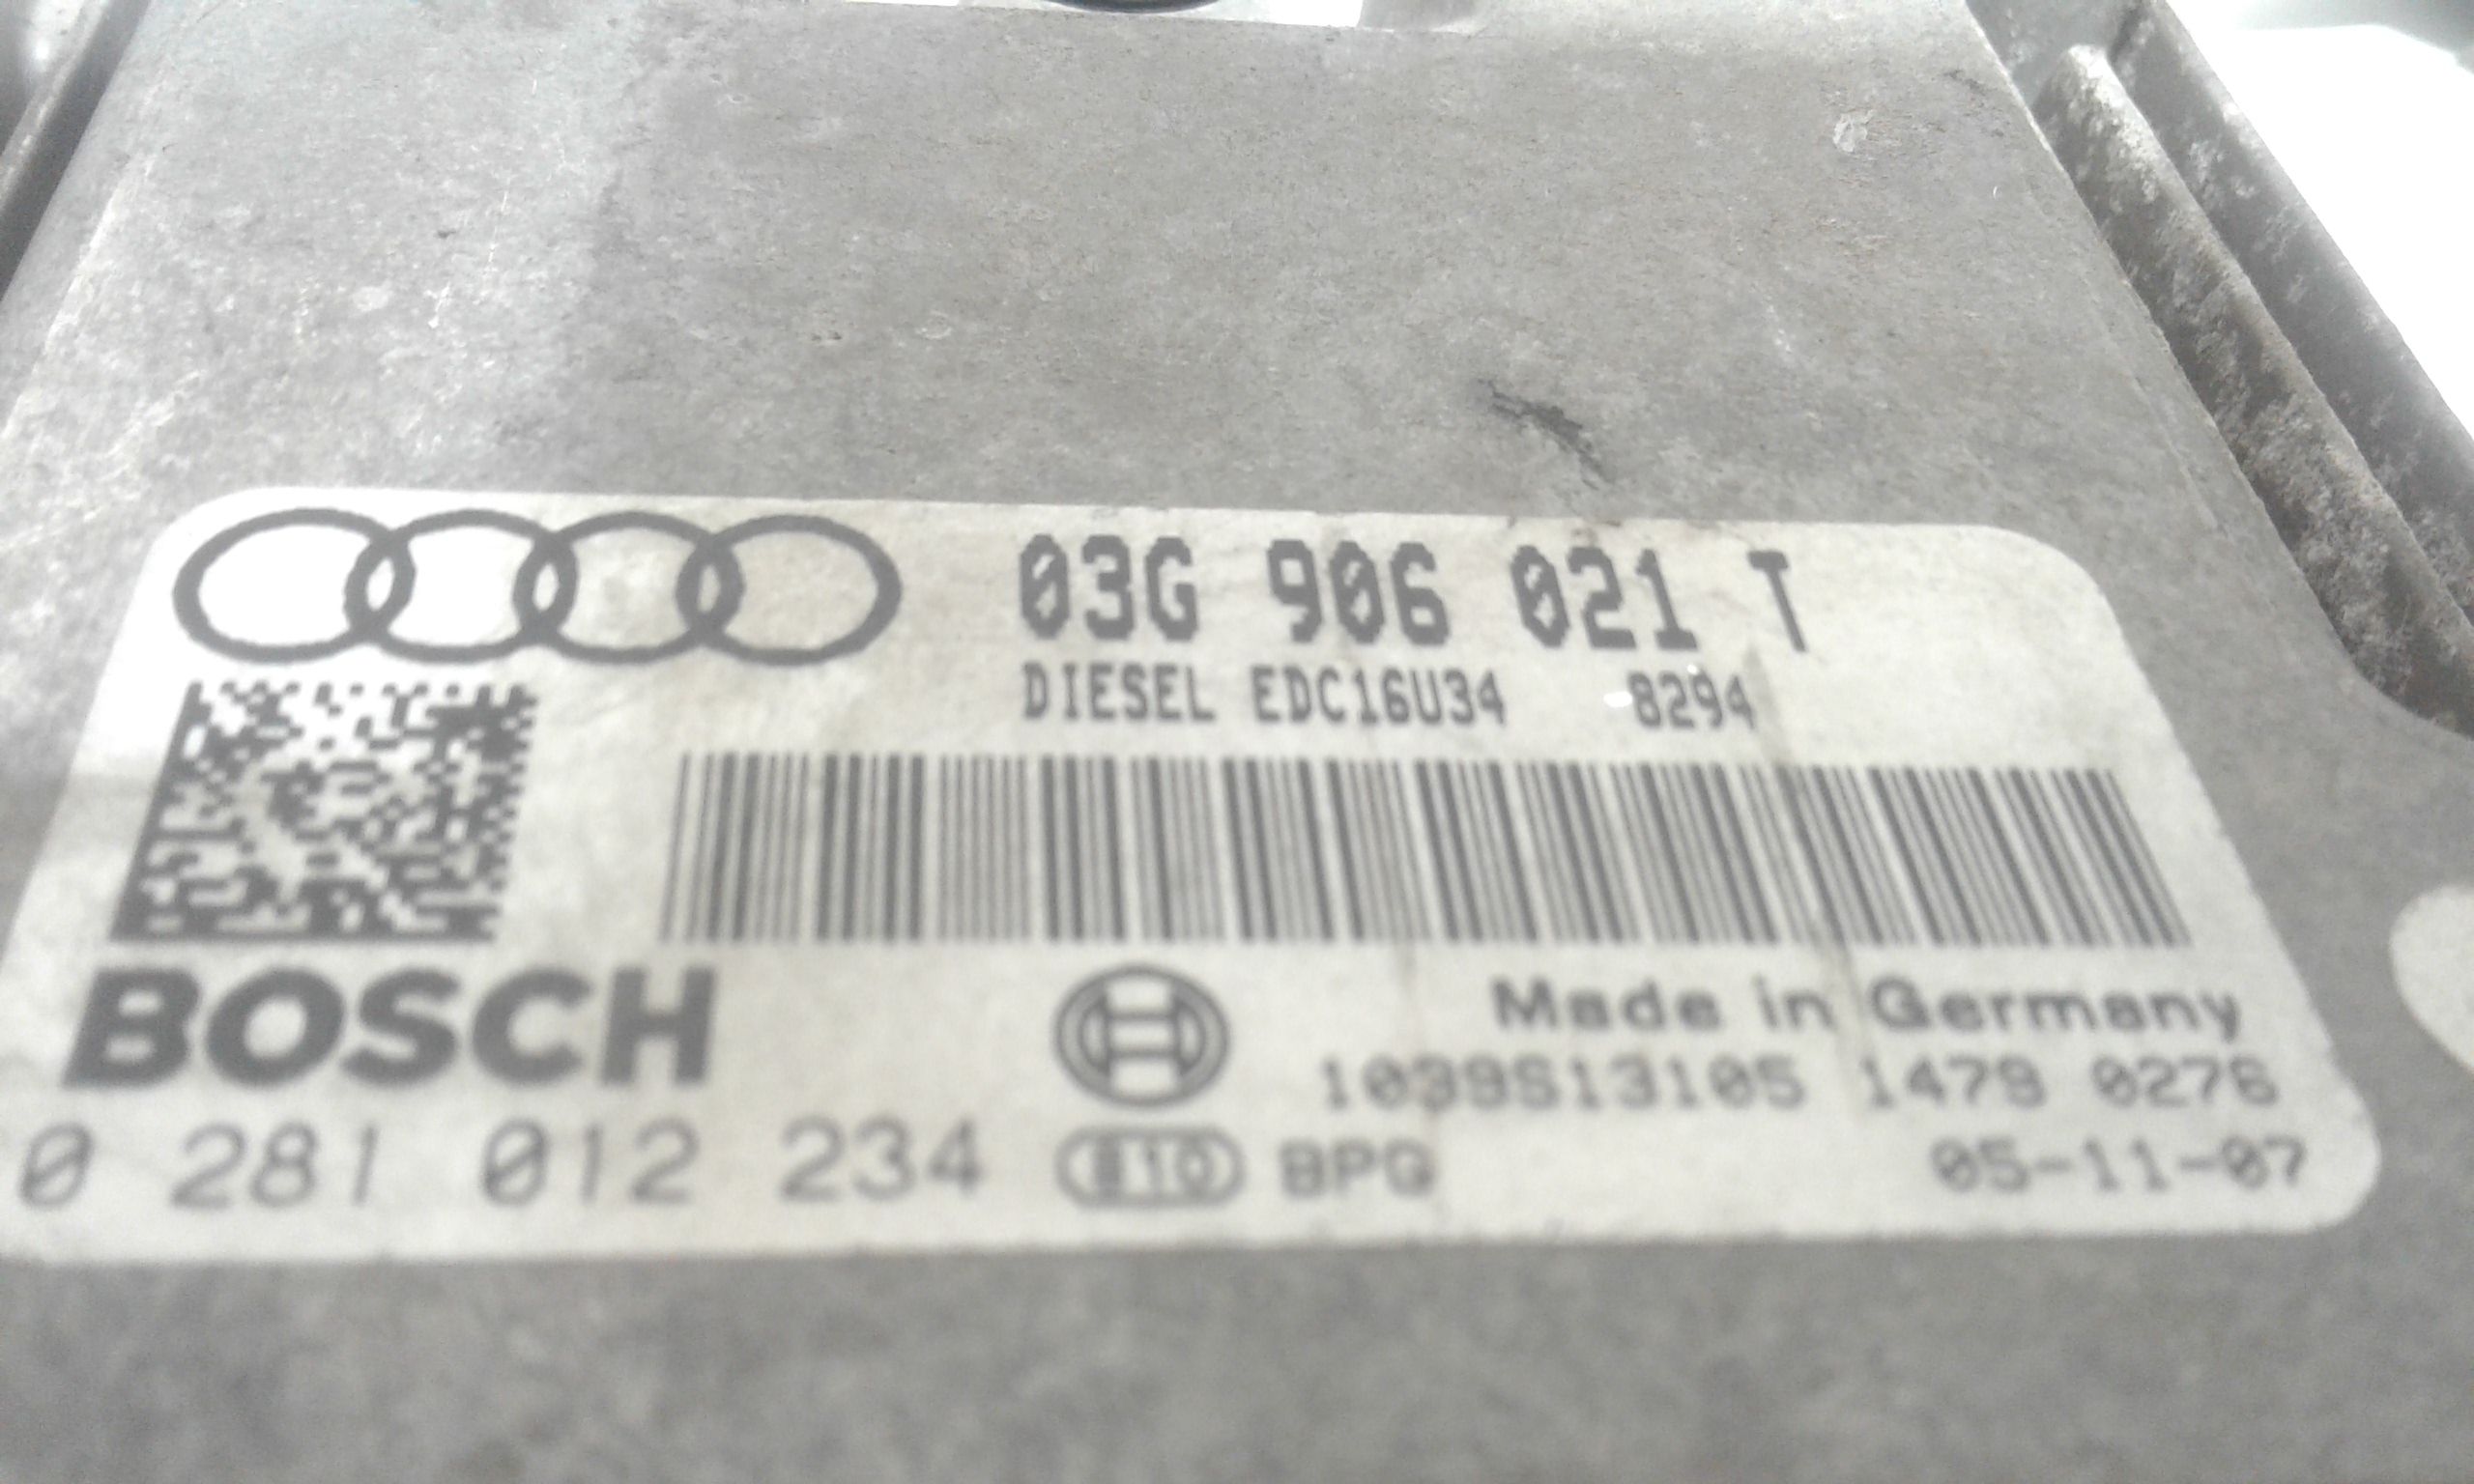 03G 906 021 T
DIESEL EDC16U34 8294
BOSCH
Made in Germany
1039S13105 1479 0276
0 281 012 234
BPG
05-11-07